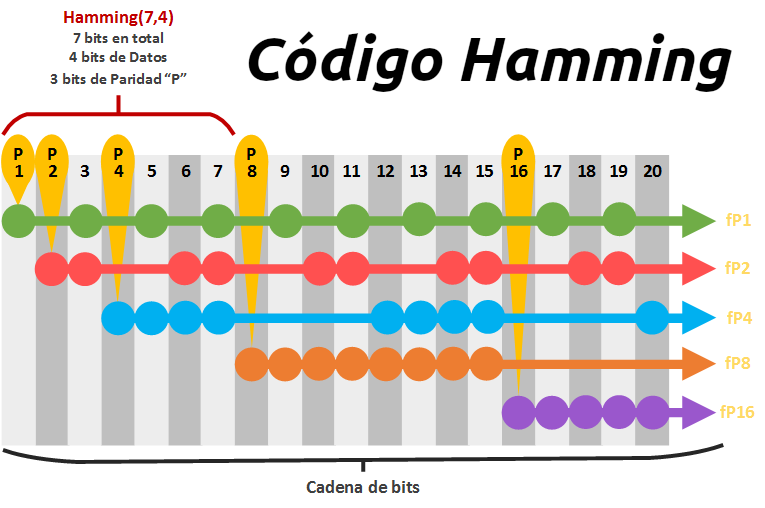 Hamming(7,4)
7 bits en total
4 bits de Datos
3 bits de Paridad “P”
Código Hamming
P P P P P
1 2 3 4 5 6 7 8 9 10 11 12 13 14 15 16 17 18 19 20
fP1
fP2
fP4
fP8
fP16
Cadena de bits